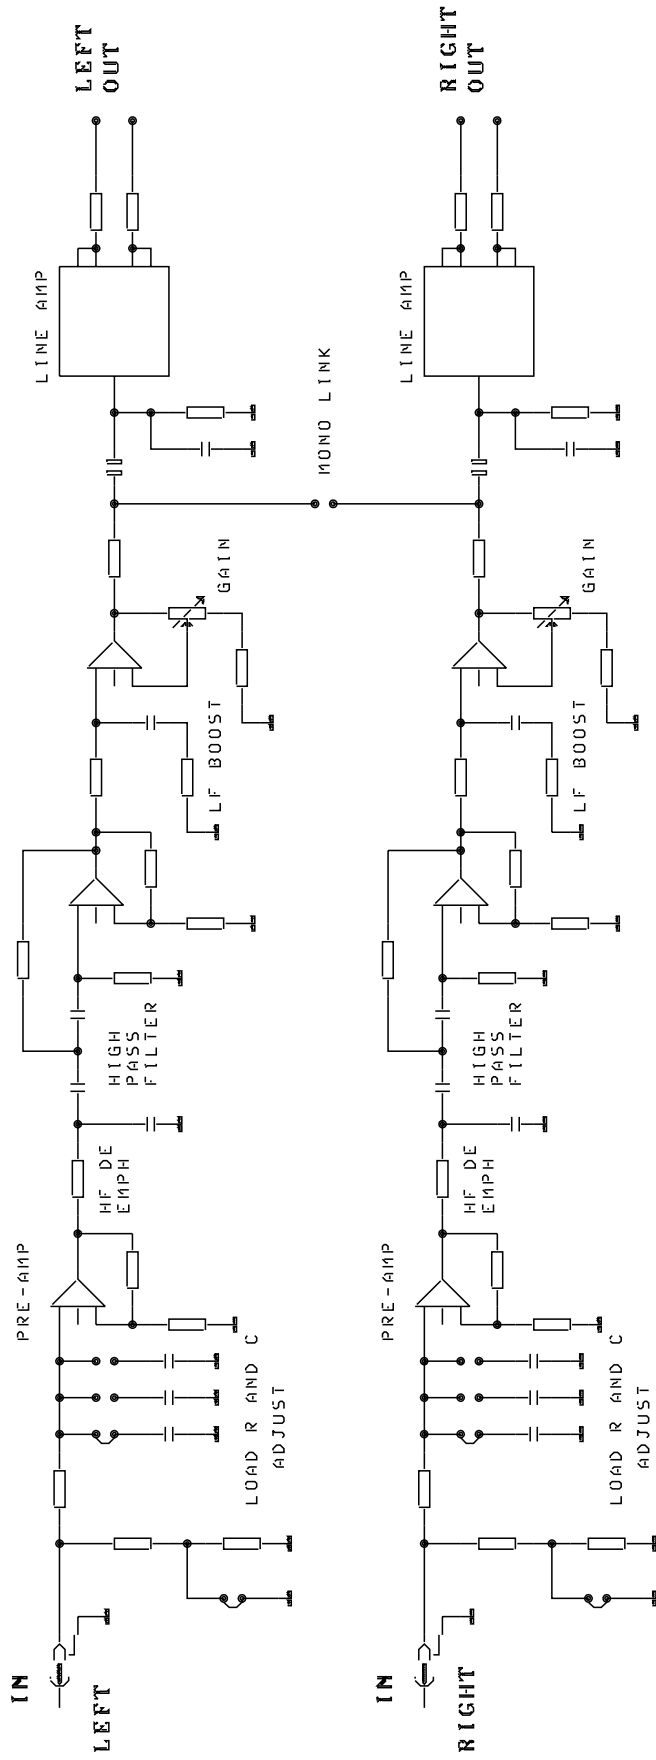 LEFT
OUT
RIGHT
OUT
LINE AMP
LINE AMP
MONO LINK
GAIN
GAIN
LF BOOST
LF BOOST
HIGH
PASS
FILTER
HIGH
PASS
FILTER
HF DE
EMPH
HF DE
EMPH
PRE-AMP
PRE-AMP
LOAD R AND C
ADJUST
LOAD R AND C
ADJUST
IN
LEFT
IN
RIGHT